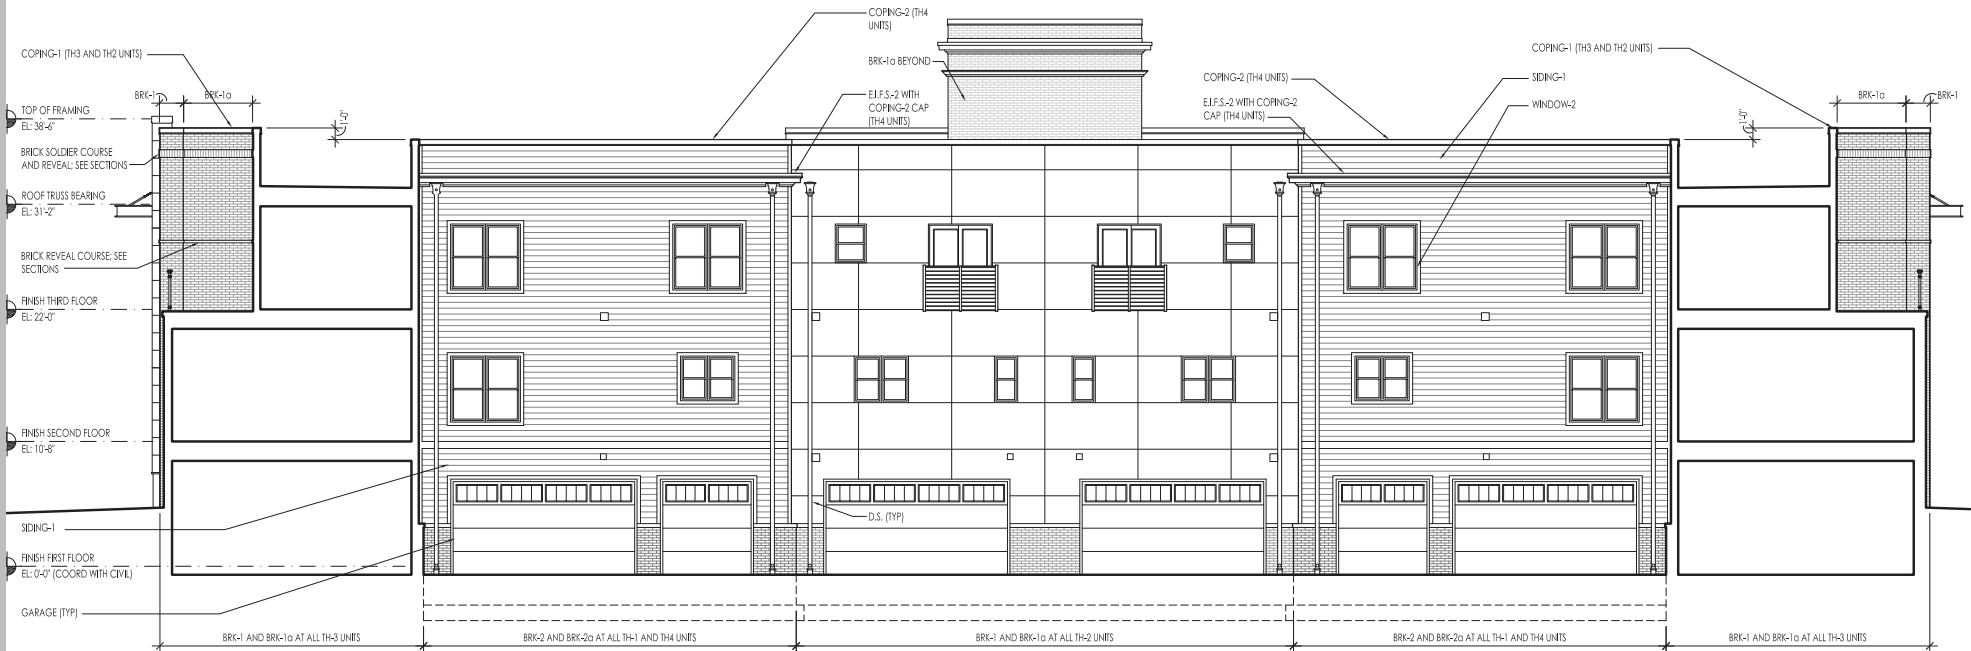 COPING-2 (TH4
UNITS)
COPING-1 (TH3 AND TH2 UNITS)
BRK-1a BEYOND
COPING-2 (TH4 UNITS)
COPING-1 (TH3 AND TH2 UNITS)
SIDING-1
BRK-1
BRK-1a
E.I.F.S.-2 WITH
COPING-2 CAP
(TH4 UNITS)
E.I.F.S.-2 WITH COPING-2
CAP (TH4 UNITS)
WINDOW-2
BRK-1a
BRK-1
TOP OF FRAMING
EL: 38'-6"
1'-0"
1'-0"
BRICK SOLDIER COURSE
AND REVEAL; SEE SECTIONS
ROOF TRUSS BEARING
EL: 31'-2"
BRICK REVEAL COURSE; SEE
SECTIONS
FINISH THIRD FLOOR
EL: 22'-0"
FINISH SECOND FLOOR
EL: 10'-8"
SIDING-1
D.S. (TYP)
FINISH FIRST FLOOR
EL: 0'-0" (COORD WITH CIVIL)
GARAGE (TYP)
BRK-1 AND BRK-1a AT ALL TH-3 UNITS
BRK-2 AND BRK-2a AT ALL TH-1 AND TH4 UNITS
BRK-1 AND BRK-1a AT ALL TH-2 UNITS
BRK-2 AND BRK-2a AT ALL TH-1 AND TH4 UNITS
BRK-1 AND BRK-1a AT ALL TH-3 UNITS